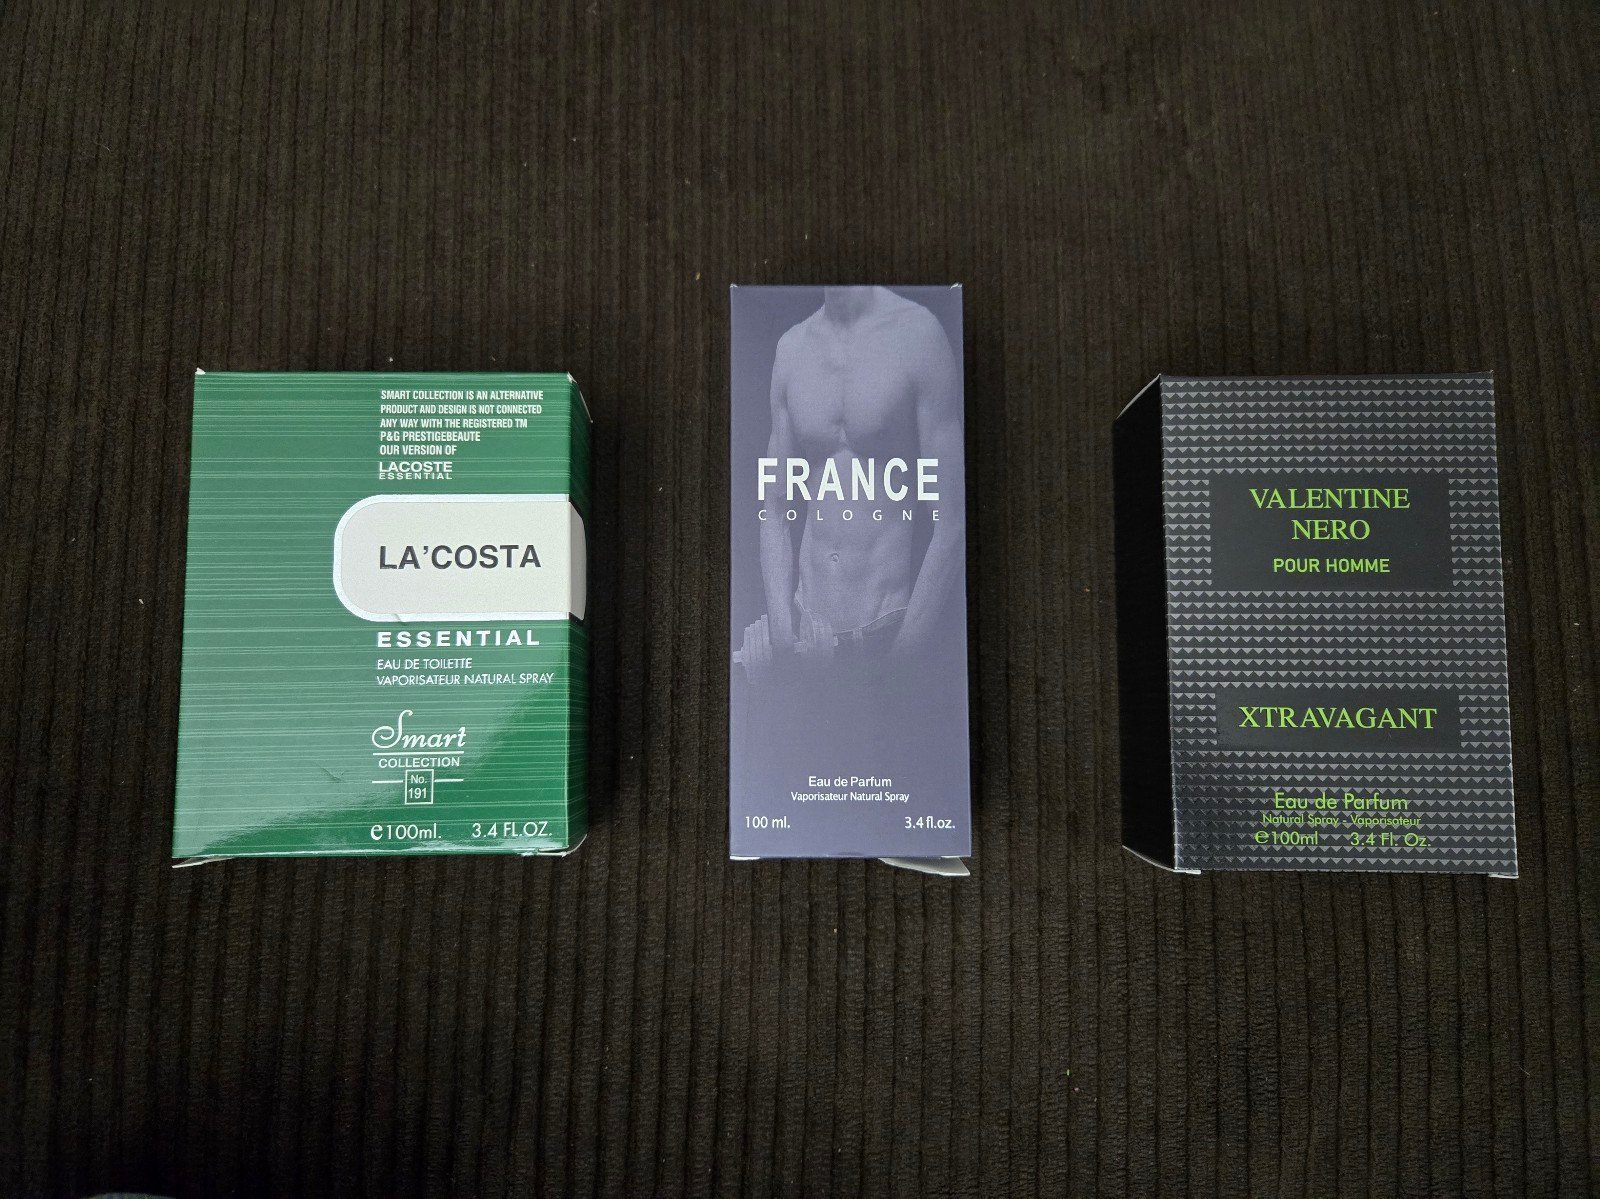 SMART COLLECTION IS AN ALTERNATIVE
PRODUCT AND DESIGN IS NOT CONNECTED
ANY WAY WITH THE REGISTERED TM
P&G PRESTIGEBEAUTE
OUR VERSION OF
LACOSTE
ESSENTIAL
LA'COSTA
ESSENTIAL
EAU DE TOILETTE
VAPORISATEUR NATURAL SPRAY
Smart
COLLECTION
No.
191
e100ml. 3.4 FL.OZ.
FRANCE
COLOGNE
Eau de Parfum
Vaporisateur Natural Spray
100 ml. 3.4 fl.oz.
VALENTINE
NERO
POUR HOMME
XTRAVAGANT
Eau de Parfum
Natural Spray - Vaporisateur
e100ml 3.4 Fl. Oz.